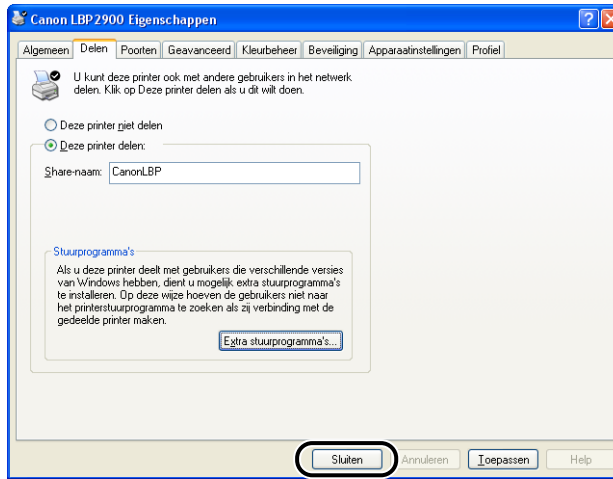 Canon LBP2900 Eigenschappen
Algemeen Delen Poorten Geavanceerd Kleurbeheer Beveiliging Apparaatinstellingen Profiel
U kunt deze printer ook met andere gebruikers in het netwerk
delen. Klik op Deze printer delen als u dit wilt doen.
Deze printer niet delen
Deze printer delen:
Share-naam: CanonLBP
Stuurprogramma's
Als u deze printer deelt met gebruikers die verschillende versies
van Windows hebben, dient u mogelijk extra stuurprogramma's
te installeren. Op deze wijze hoeven de gebruikers niet naar
het printerstuurprogramma te zoeken als zij verbinding met de
gedeelde printer maken.
Extra stuurprogramma's...
Sluiten Annuleren Toepassen Help